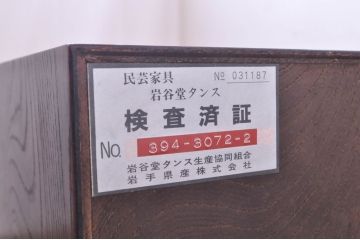 民芸家具 № 031187
岩谷堂タンス
検査済証
No. 394-3072-2
岩谷堂タンス生産協同組合
岩手県産株式会社